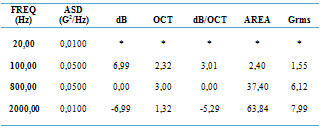 FREQ (Hz) ASD (G²/Hz) dB OCT dB/OCT AREA Grms
20,00 0,0100 * * * * *
100,00 0,0500 6,99 2,32 3,01 2,40 1,55
800,00 0,0500 0,00 3,00 0,00 37,40 6,12
2000,00 0,0100 -6,99 1,32 -5,29 63,84 7,99